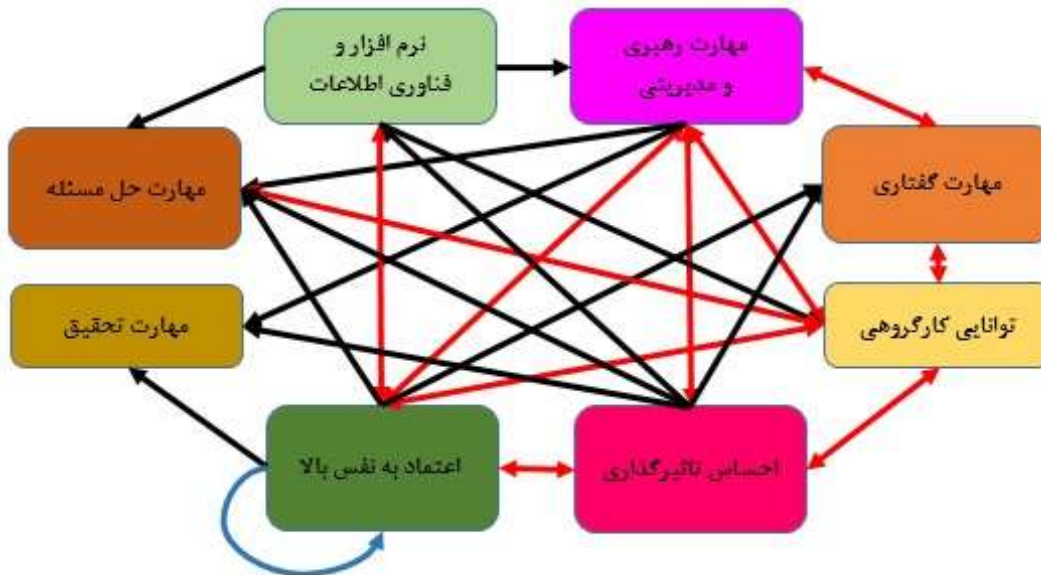 نرم افزار و
فناوری اطلاعات
مهارت رهبری
و مدیریتی
مهارت حل مسئله
مهارت گفتاری
مهارت تحقیق
توانایی کارگروهی
اعتماد به نفس بالا
احساس تاثیرگذاری